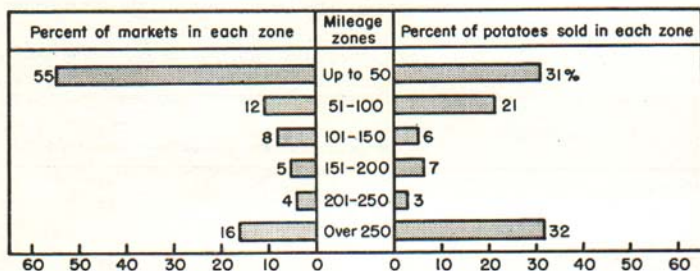 Percent of markets in each zone Mileage zones Percent of potatoes sold in each zone
55 Up to 50 31%
12 51-100 21
8 101-150 6
5 151-200 7
4 201-250 3
16 Over 250 32
60 50 40 30 20 10 0 0 10 20 30 40 50 60